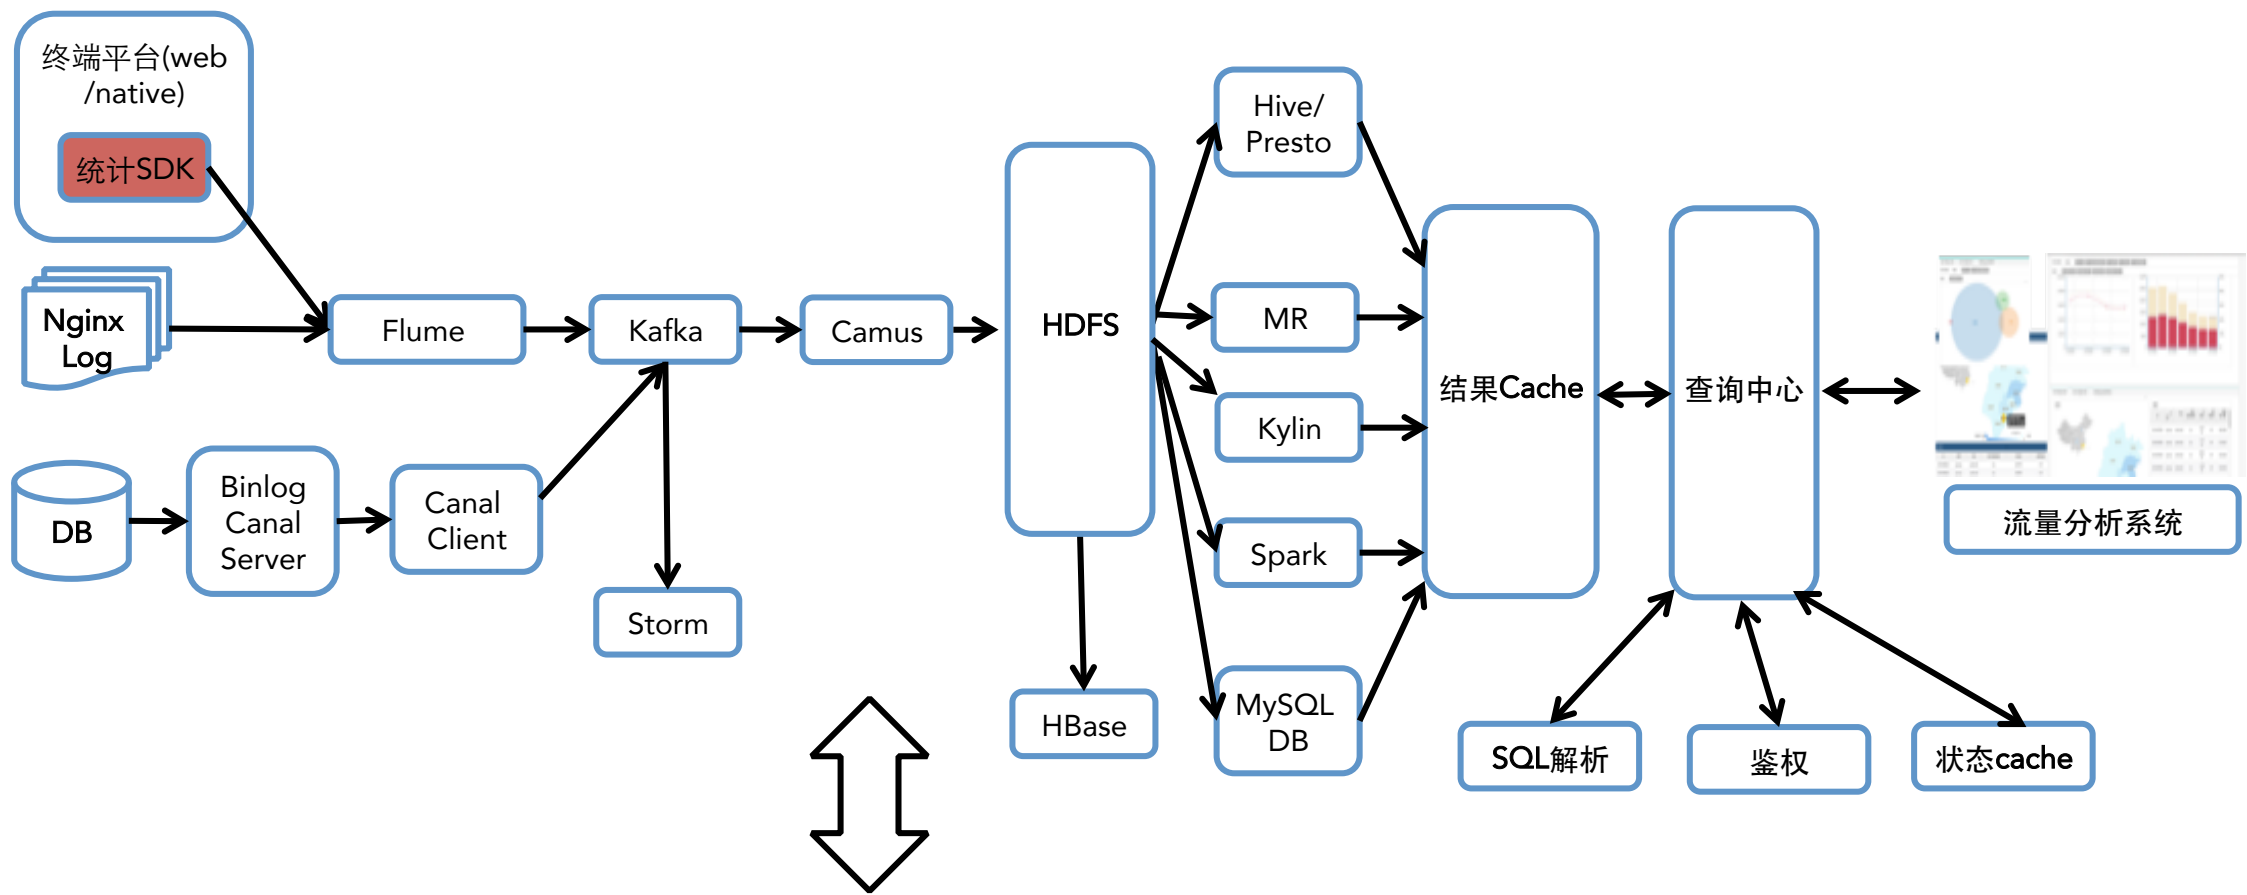 终端平台(web
/native)
统计SDK
Nginx
Log
Flume
Kafka
Camus
HDFS
Hive/
Presto
MR
Kylin
Spark
MySQL
DB
结果Cache
查询中心
流量分析系统
DB
Binlog
Canal
Server
Canal
Client
Storm
HBase
SQL解析
鉴权
状态cache